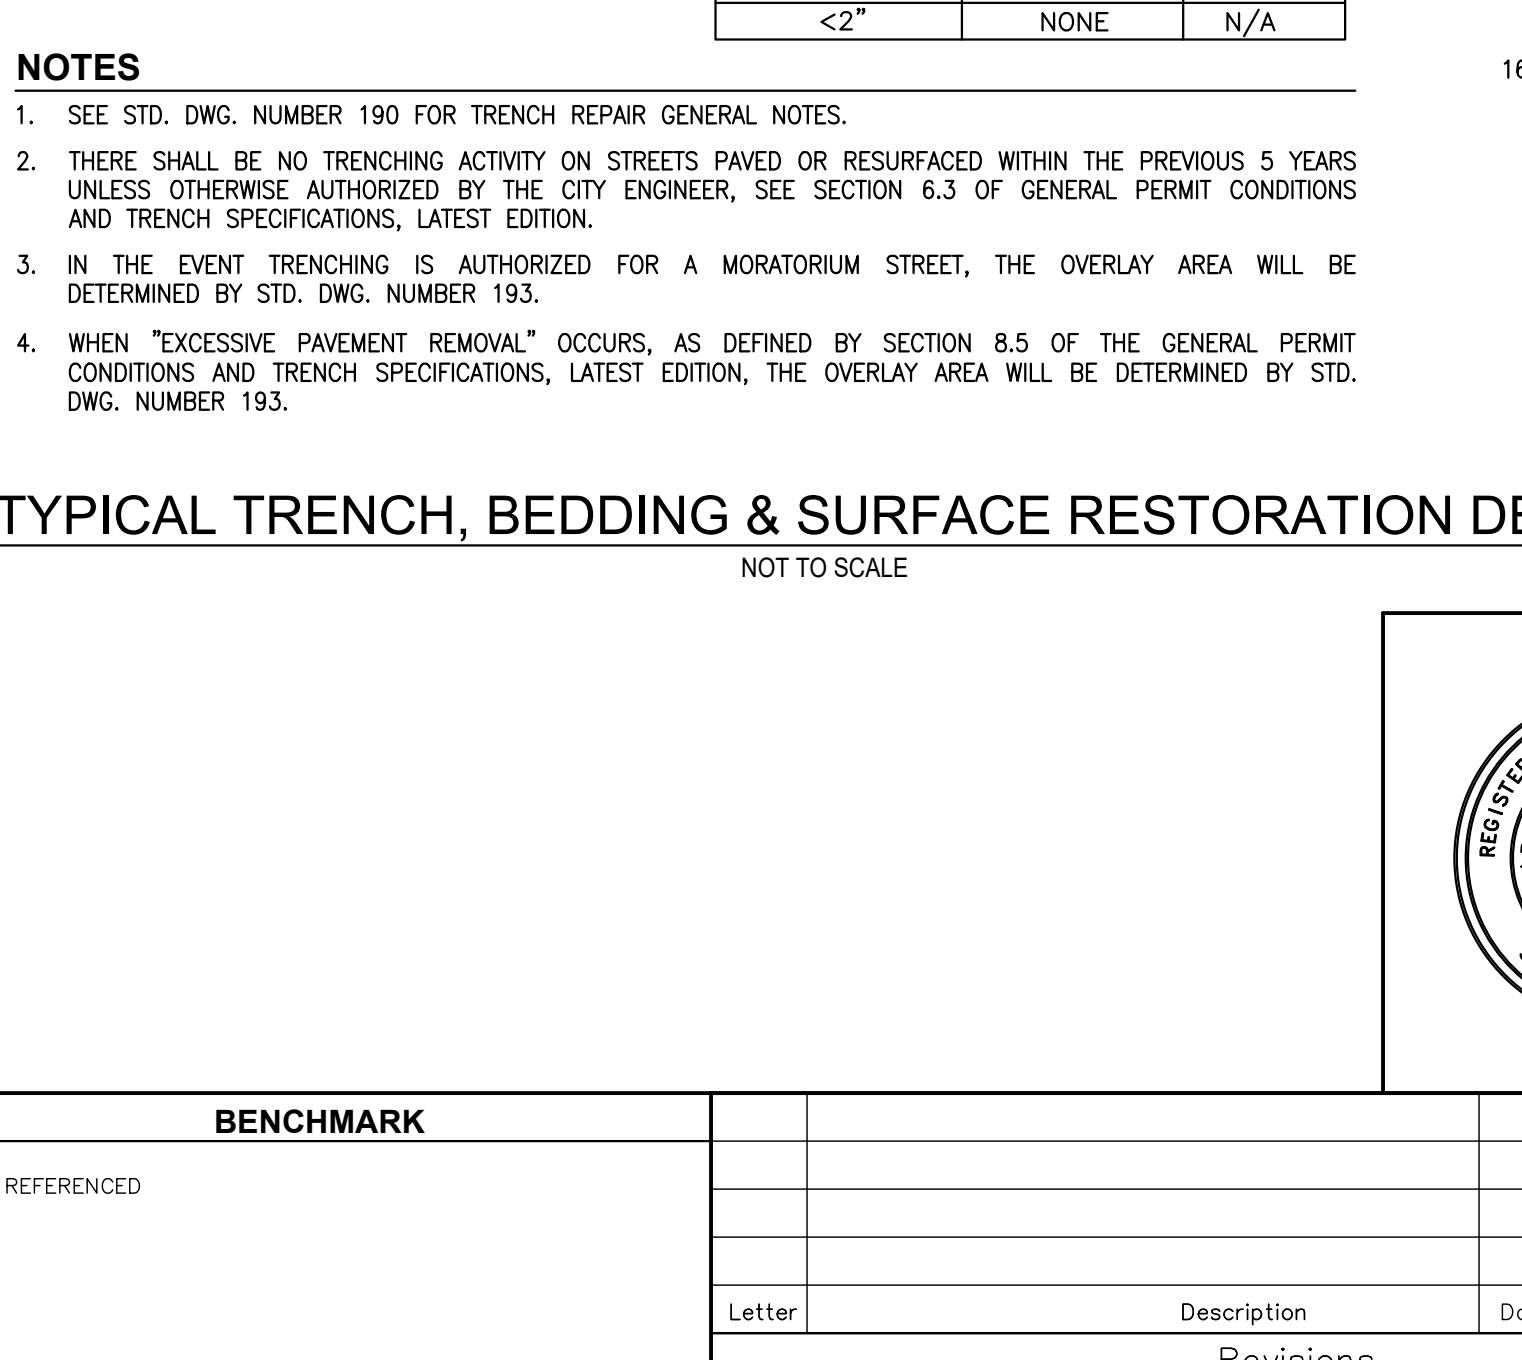 <2" NONE N/A
NOTES
1. SEE STD. DWG. NUMBER 190 FOR TRENCH REPAIR GENERAL NOTES.
2. THERE SHALL BE NO TRENCHING ACTIVITY ON STREETS PAVED OR RESURFACED WITHIN THE PREVIOUS 5 YEARS
UNLESS OTHERWISE AUTHORIZED BY THE CITY ENGINEER, SEE SECTION 6.3 OF GENERAL PERMIT CONDITIONS
AND TRENCH SPECIFICATIONS, LATEST EDITION.
3. IN THE EVENT TRENCHING IS AUTHORIZED FOR A MORATORIUM STREET, THE OVERLAY AREA WILL BE
DETERMINED BY STD. DWG. NUMBER 193.
4. WHEN "EXCESSIVE PAVEMENT REMOVAL" OCCURS, AS DEFINED BY SECTION 8.5 OF THE GENERAL PERMIT
CONDITIONS AND TRENCH SPECIFICATIONS, LATEST EDITION, THE OVERLAY AREA WILL BE DETERMINED BY STD.
DWG. NUMBER 193.
TYPICAL TRENCH, BEDDING & SURFACE RESTORATION
NOT TO SCALE
BENCHMARK
REFERENCED
Letter Description
Revisions